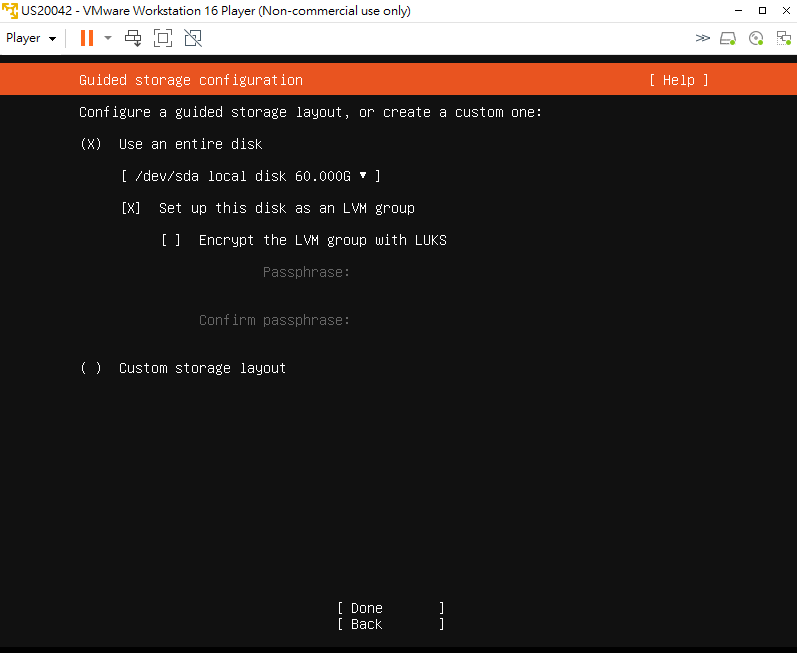 US20042 - VMware Workstation 16 Player (Non-commercial use only)
Player
Guided storage configuration [ Help ]
Configure a guided storage layout, or create a custom one:
(X) Use an entire disk
[ /dev/sda local disk 60.000G ▾ ]
[X] Set up this disk as an LVM group
[ ] Encrypt the LVM group with LUKS
Passphrase:
Confirm passphrase:
( ) Custom storage layout
[ Done ]
[ Back ]